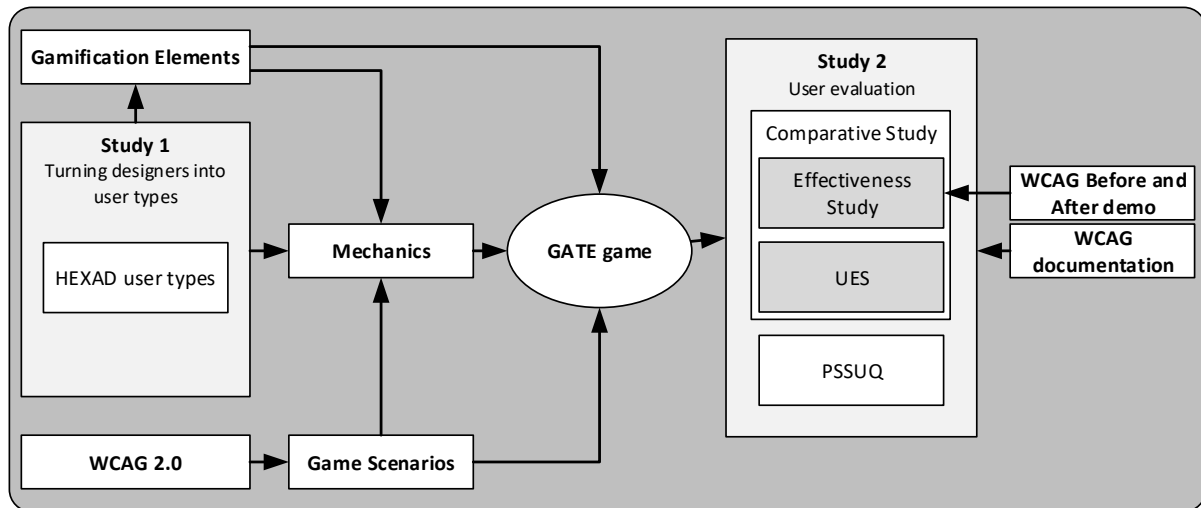 Gamification Elements
Study 1
Turning designers into
user types
HEXAD user types
WCAG 2.0
Mechanics
Game Scenarios
GATE game
Study 2
User evaluation
Comparative Study
Effectiveness
Study
UES
PSSUQ
WCAG Before and
After demo
WCAG
documentation